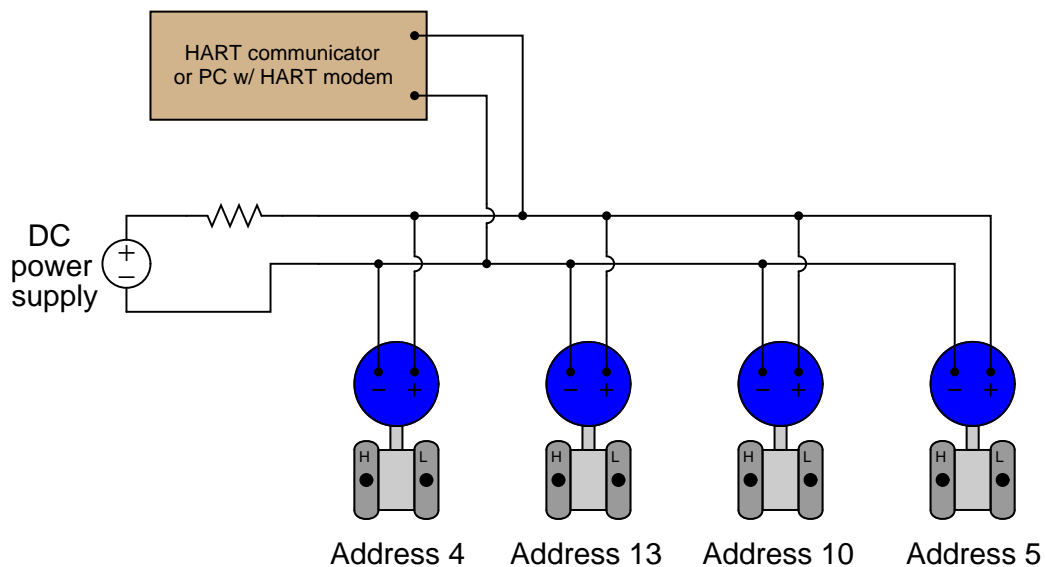 HART communicator
or PC w/ HART modem
DC
power
supply
+
−
− +
− +
− +
− +
H L
H L
H L
H L
Address 4 Address 13 Address 10 Address 5